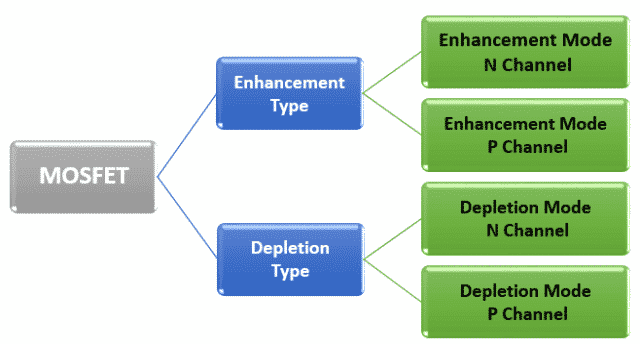 MOSFET
Enhancement
Type
Depletion
Type
Enhancement Mode
N Channel
Enhancement Mode
P Channel
Depletion Mode
N Channel
Depletion Mode
P Channel